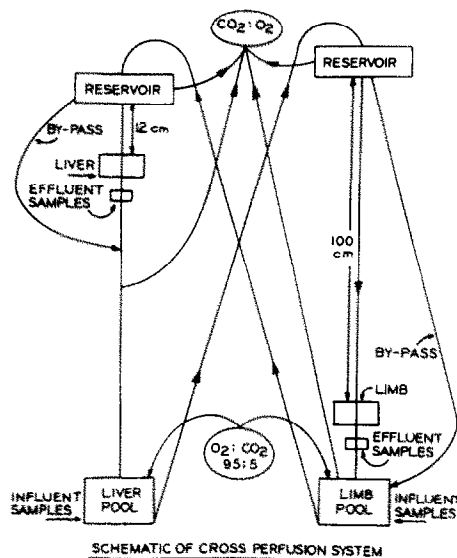 CO2:O2
RESERVOIR
RESERVOIR
BY-PASS
12 cm
LIVER
EFFLUENT
SAMPLES
100
cm
BY-PASS
LIMB
EFFLUENT
SAMPLES
O2:CO2
95:5
INFLUENT
SAMPLES
LIVER
POOL
LIMB
POOL
INFLUENT
SAMPLES
SCHEMATIC OF CROSS PERFUSION SYSTEM